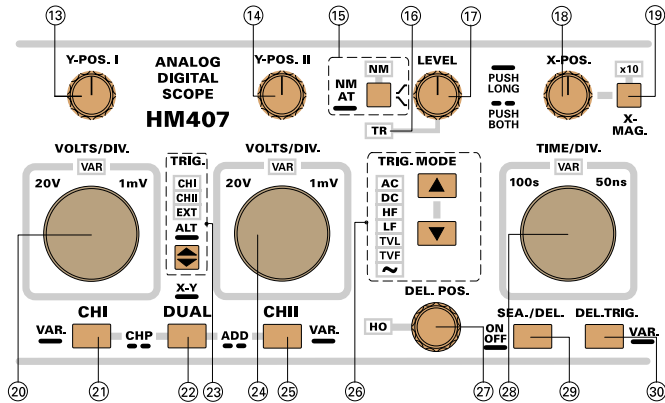 13 14 15 16 17 18 19
Y-POS. I
ANALOG
DIGITAL
SCOPE
HM407
Y-POS. II
NM
NM
AT
LEVEL
TR
PUSH
LONG
PUSH
BOTH
X-POS.
x10
X-
MAG.
VOLTS/DIV.
VAR
20V 1mV
TRIG.
CHI
CHII
EXT
ALT
VOLTS/DIV.
VAR
20V 1mV
TRIG. MODE
AC
DC
HF
LF
TVL
TVF
~
TIME/DIV.
VAR
100s 50ns
X-Y
CHI
VAR.
CHP
DUAL
ADD
CHII
VAR.
DEL. POS.
HO
ON
OFF
SEA./DEL.
DEL.TRIG.
VAR.
20 21 22 23 24 25 26 27 28 29 30